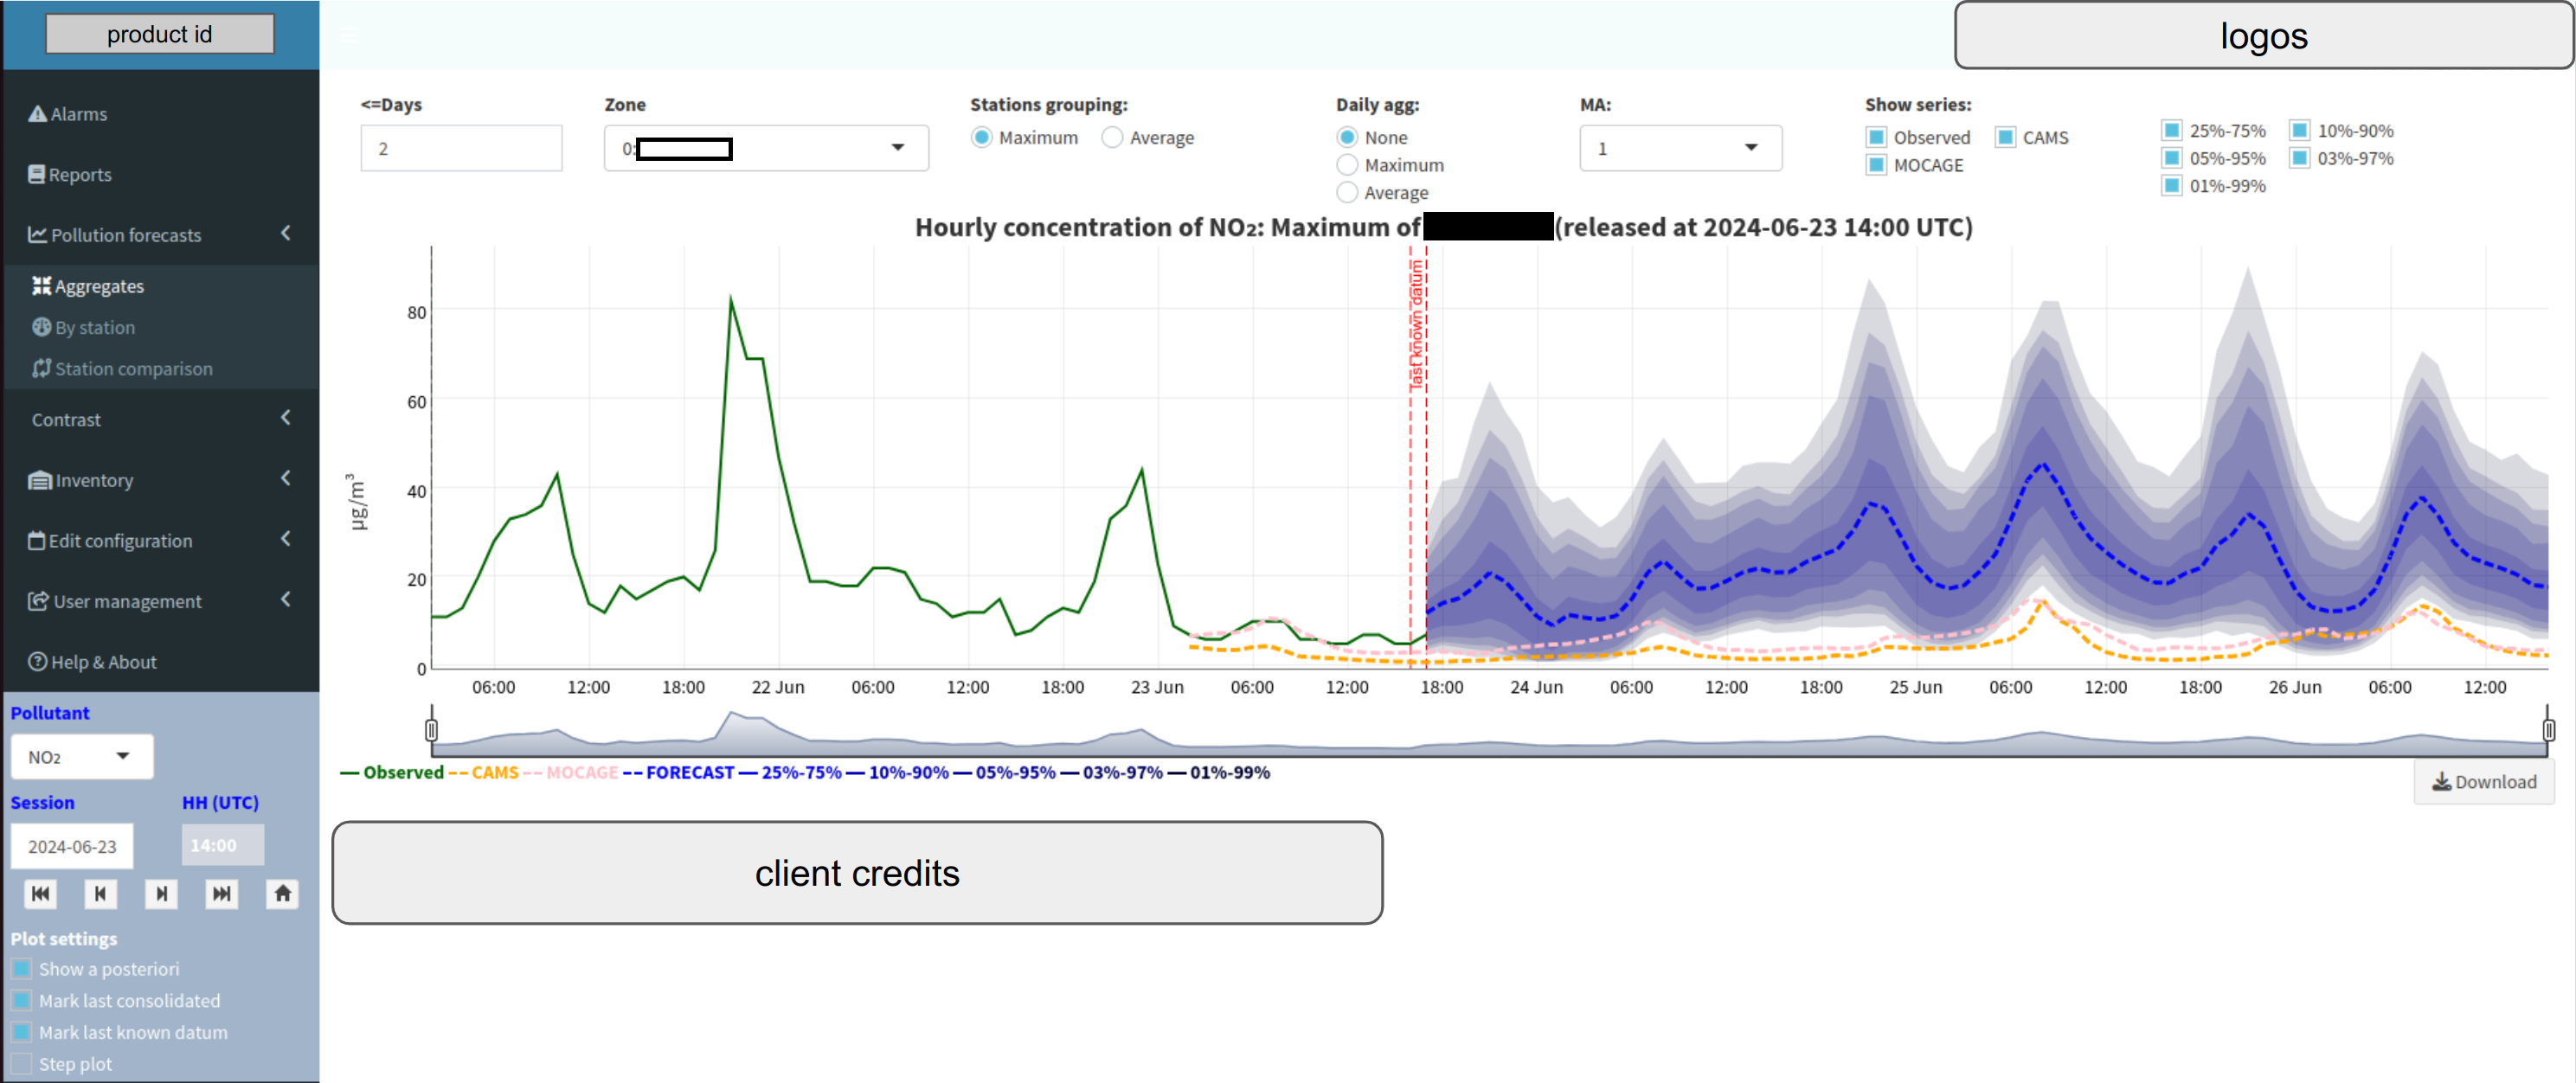 product id
logos
Alarms
Reports
Pollution forecasts
Aggregates
By station
Station comparison
Contrast
Inventory
Edit configuration
User management
Help & About
Pollutant
NO₂
Session HH (UTC)
2024-06-23 14:00
Plot settings
Show a posteriori
Mark last consolidated
Mark last known datum
Step plot
<=Days
2
Zone
0:
Stations grouping:
Maximum Average
Daily agg:
None
Maximum
Average
MA:
1
Show series:
Observed CAMS
MOCAGE
25%-75% 10%-90%
05%-95% 03%-97%
01%-99%
Hourly concentration of NO₂: Maximum of (released at 2024-06-23 14:00 UTC)
last known datum
µg/m³
80
60
40
20
0
06:00 12:00 18:00 22 Jun 06:00 12:00 18:00 23 Jun 06:00 12:00 18:00 24 Jun 06:00 12:00 18:00 25 Jun 06:00 12:00 18:00 26 Jun 06:00 12:00
Observed CAMS MOCAGE FORECAST 25%-75% 10%-90% 05%-95% 03%-97% 01%-99%
Download
client credits